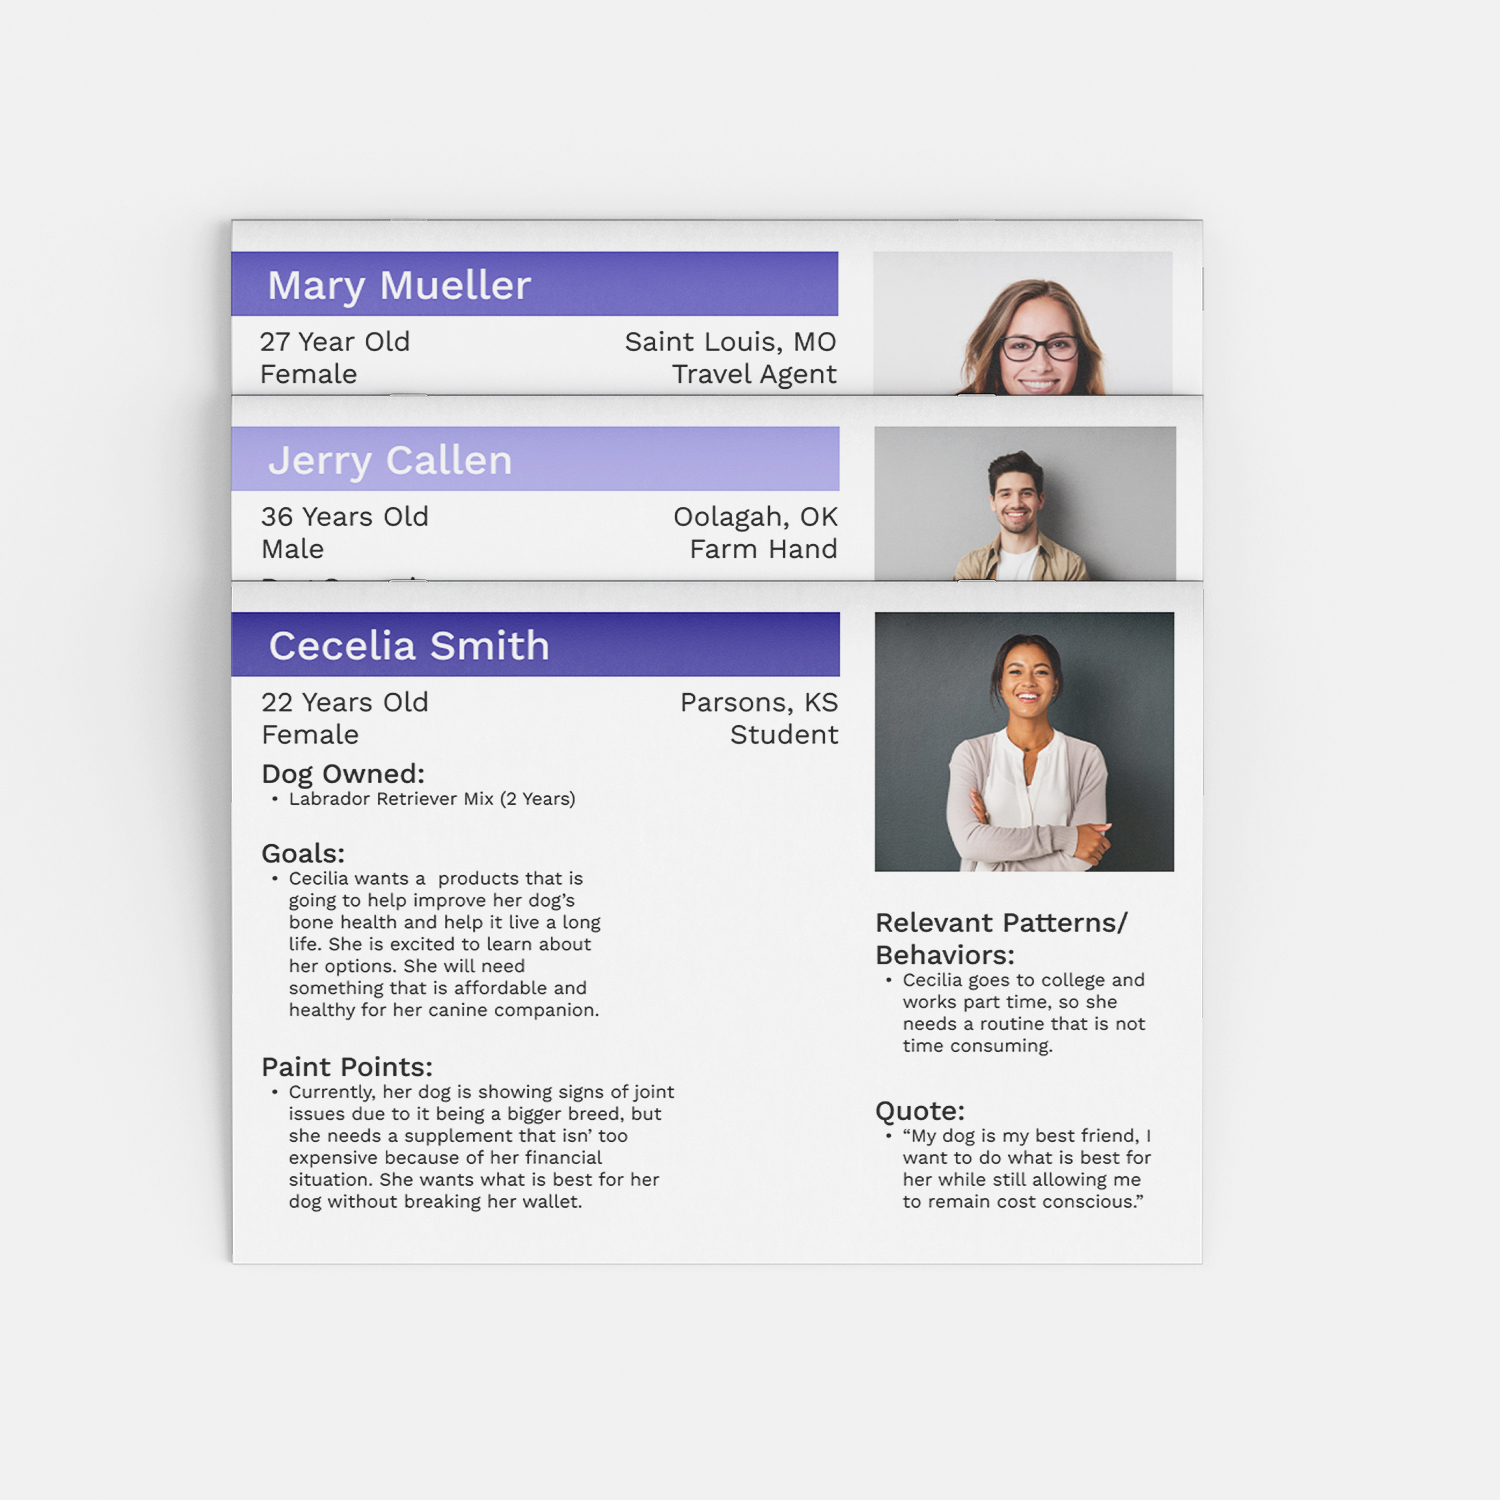 Mary Mueller
27 Year Old
Saint Louis, MO
Female
Travel Agent
Jerry Callen
36 Years Old
Oolagah, OK
Male
Farm Hand
Cecelia Smith
22 Years Old
Parsons, KS
Female
Student
Dog Owned:
• Labrador Retriever Mix (2 Years)
Goals:
• Cecilia wants a  products that is
going to help improve her dog’s
bone health and help it live a long
life. She is excited to learn about
her options. She will need
something that is affordable and
healthy for her canine companion.
Paint Points:
• Currently, her dog is showing signs of joint
issues due to it being a bigger breed, but
she needs a supplement that isn’ too
expensive because of her financial
situation. She wants what is best for her
dog without breaking her wallet.
Relevant Patterns/
Behaviors:
• Cecilia goes to college and
works part time, so she
needs a routine that is not
time consuming.
Quote:
• “My dog is my best friend, I
want to do what is best for
her while still allowing me
to remain cost conscious.”